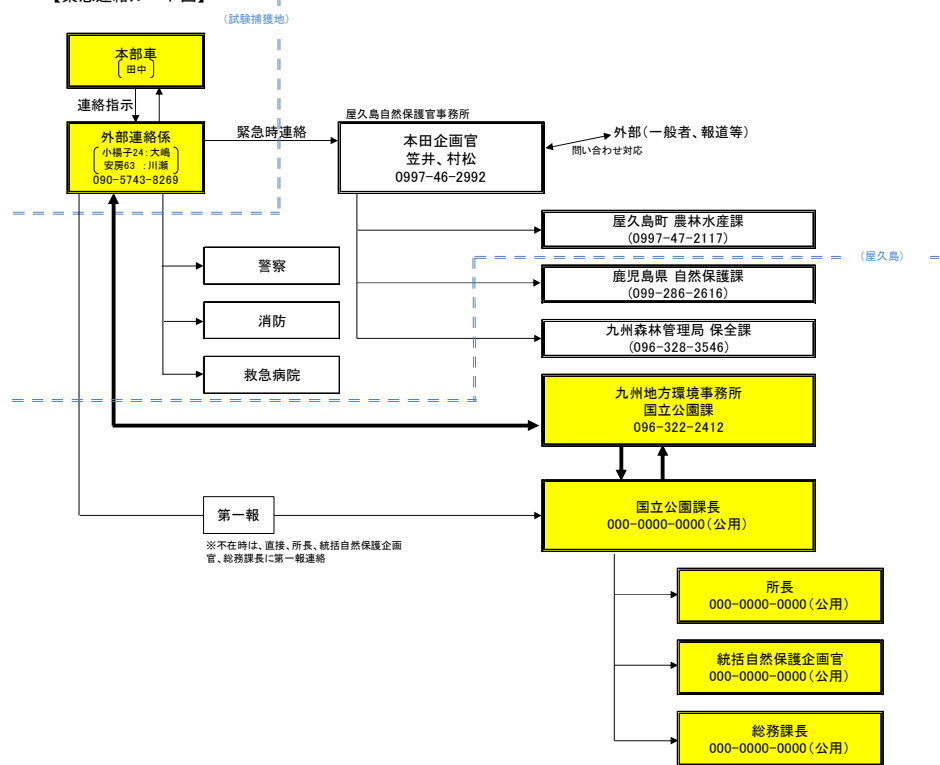 (試験捕獲地)
本部車
田中
連絡指示
外部連絡係
小楊子24:大嶋
安房63 :川瀬
090-5743-8269
緊急時連絡
屋久島自然保護官事務所
本田企画官
笠井、村松
0997-46-2992
外部(一般者、報道等)
問い合わせ対応
屋久島町 農林水産課
(0997-47-2117)
(屋久島)
警察
鹿児島県 自然保護課
(099-286-2616)
消防
九州森林管理局 保全課
(096-328-3546)
救急病院
九州地方環境事務所
国立公園課
096-322-2412
第一報
国立公園課長
000-0000-0000(公用)
※不在時は、直接、所長、統括自然保護企画
官、総務課長に第一報連絡
所長
000-0000-0000(公用)
統括自然保護企画官
000-0000-0000(公用)
総務課長
000-0000-0000(公用)